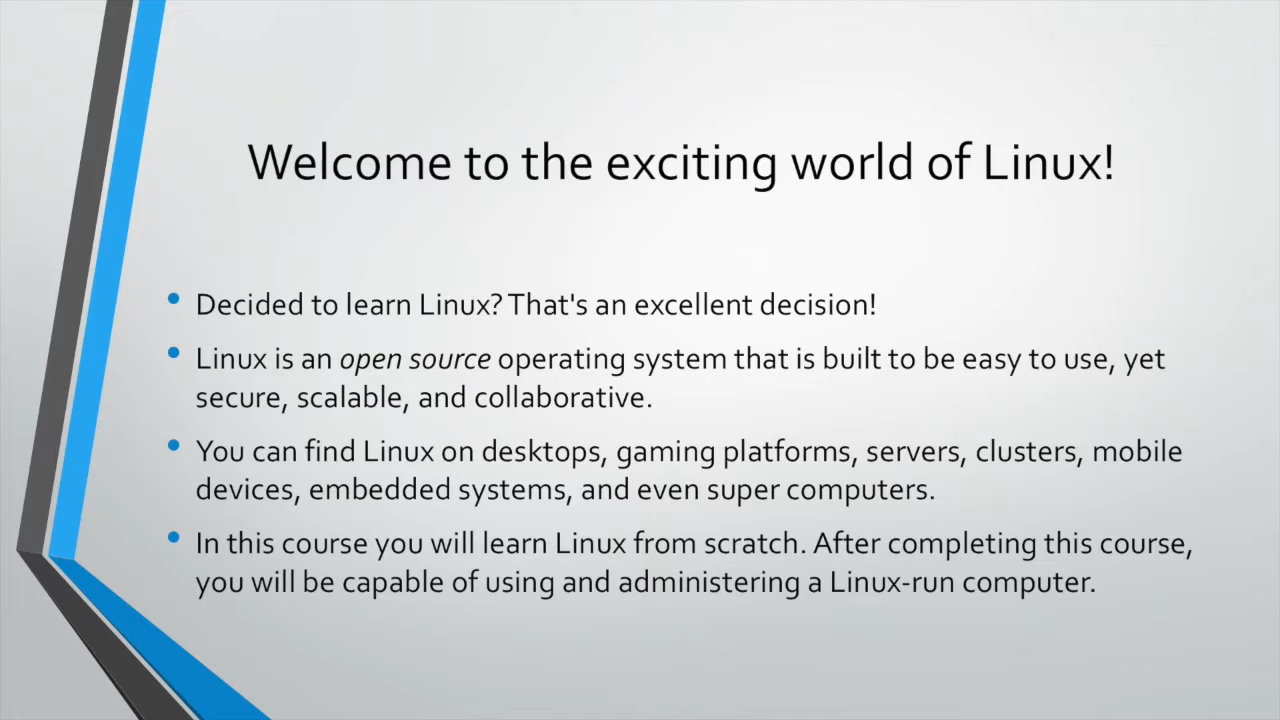 Welcome to the exciting world of Linux!
• Decided to learn Linux? That's an excellent decision!
• Linux is an open source operating system that is built to be easy to use, yet
secure, scalable, and collaborative.
• You can find Linux on desktops, gaming platforms, servers, clusters, mobile
devices, embedded systems, and even super computers.
• In this course you will learn Linux from scratch. After completing this course,
you will be capable of using and administering a Linux-run computer.